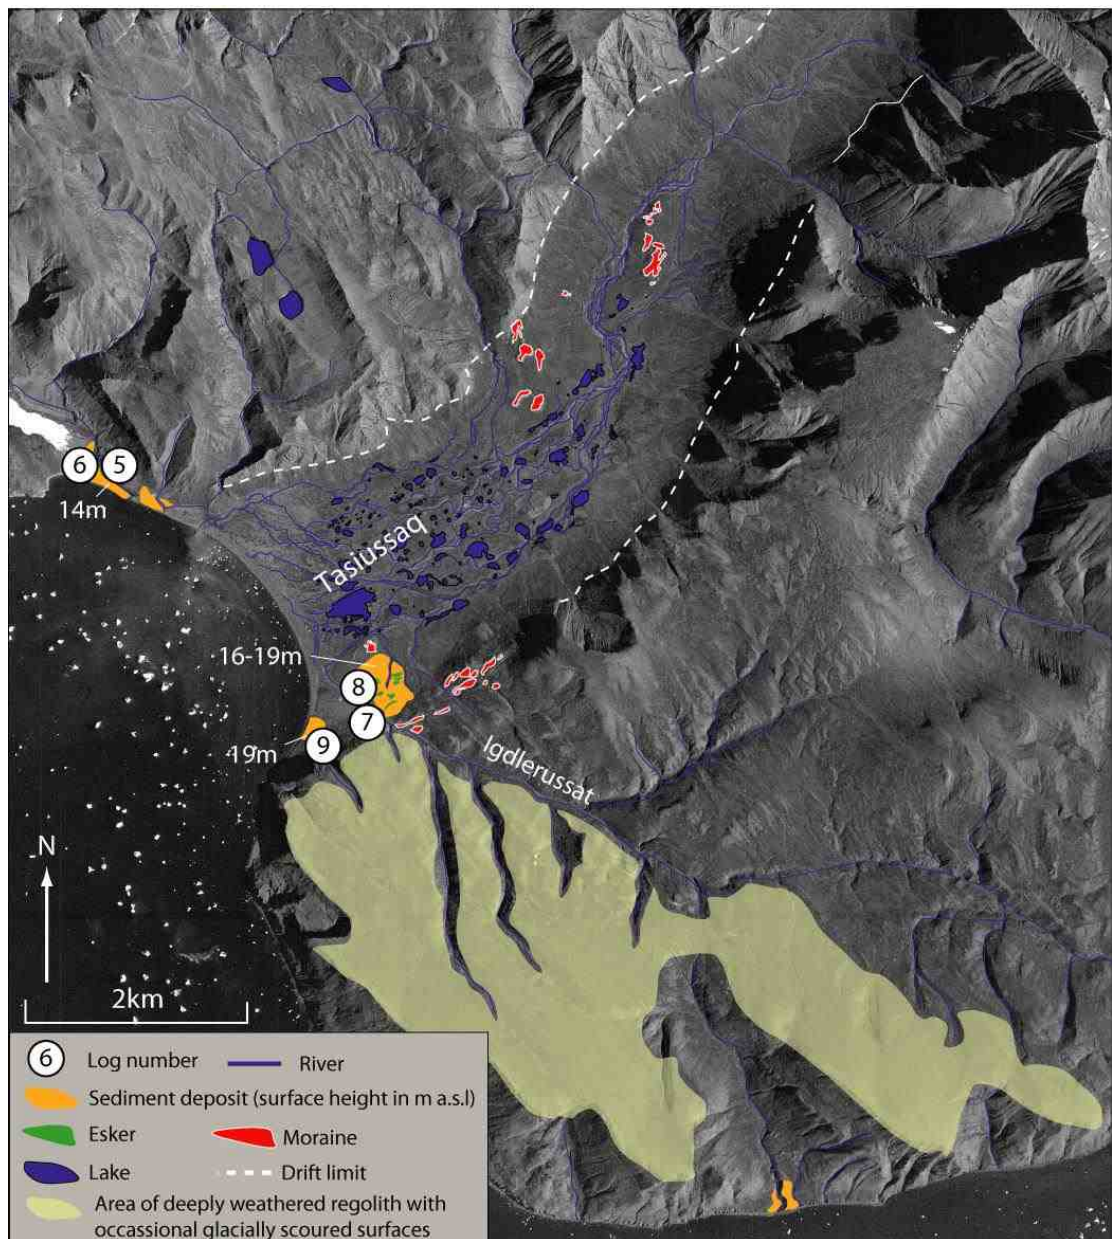 6
5
14m
Tasiussaq
16-19m
8
7
19m
9
Igdlerussat
N
2km
6 Log number
River
Sediment deposit (surface height in m a.s.l)
Esker
Moraine
Lake
Drift limit
Area of deeply weathered regolith with
occassional glacially scoured surfaces